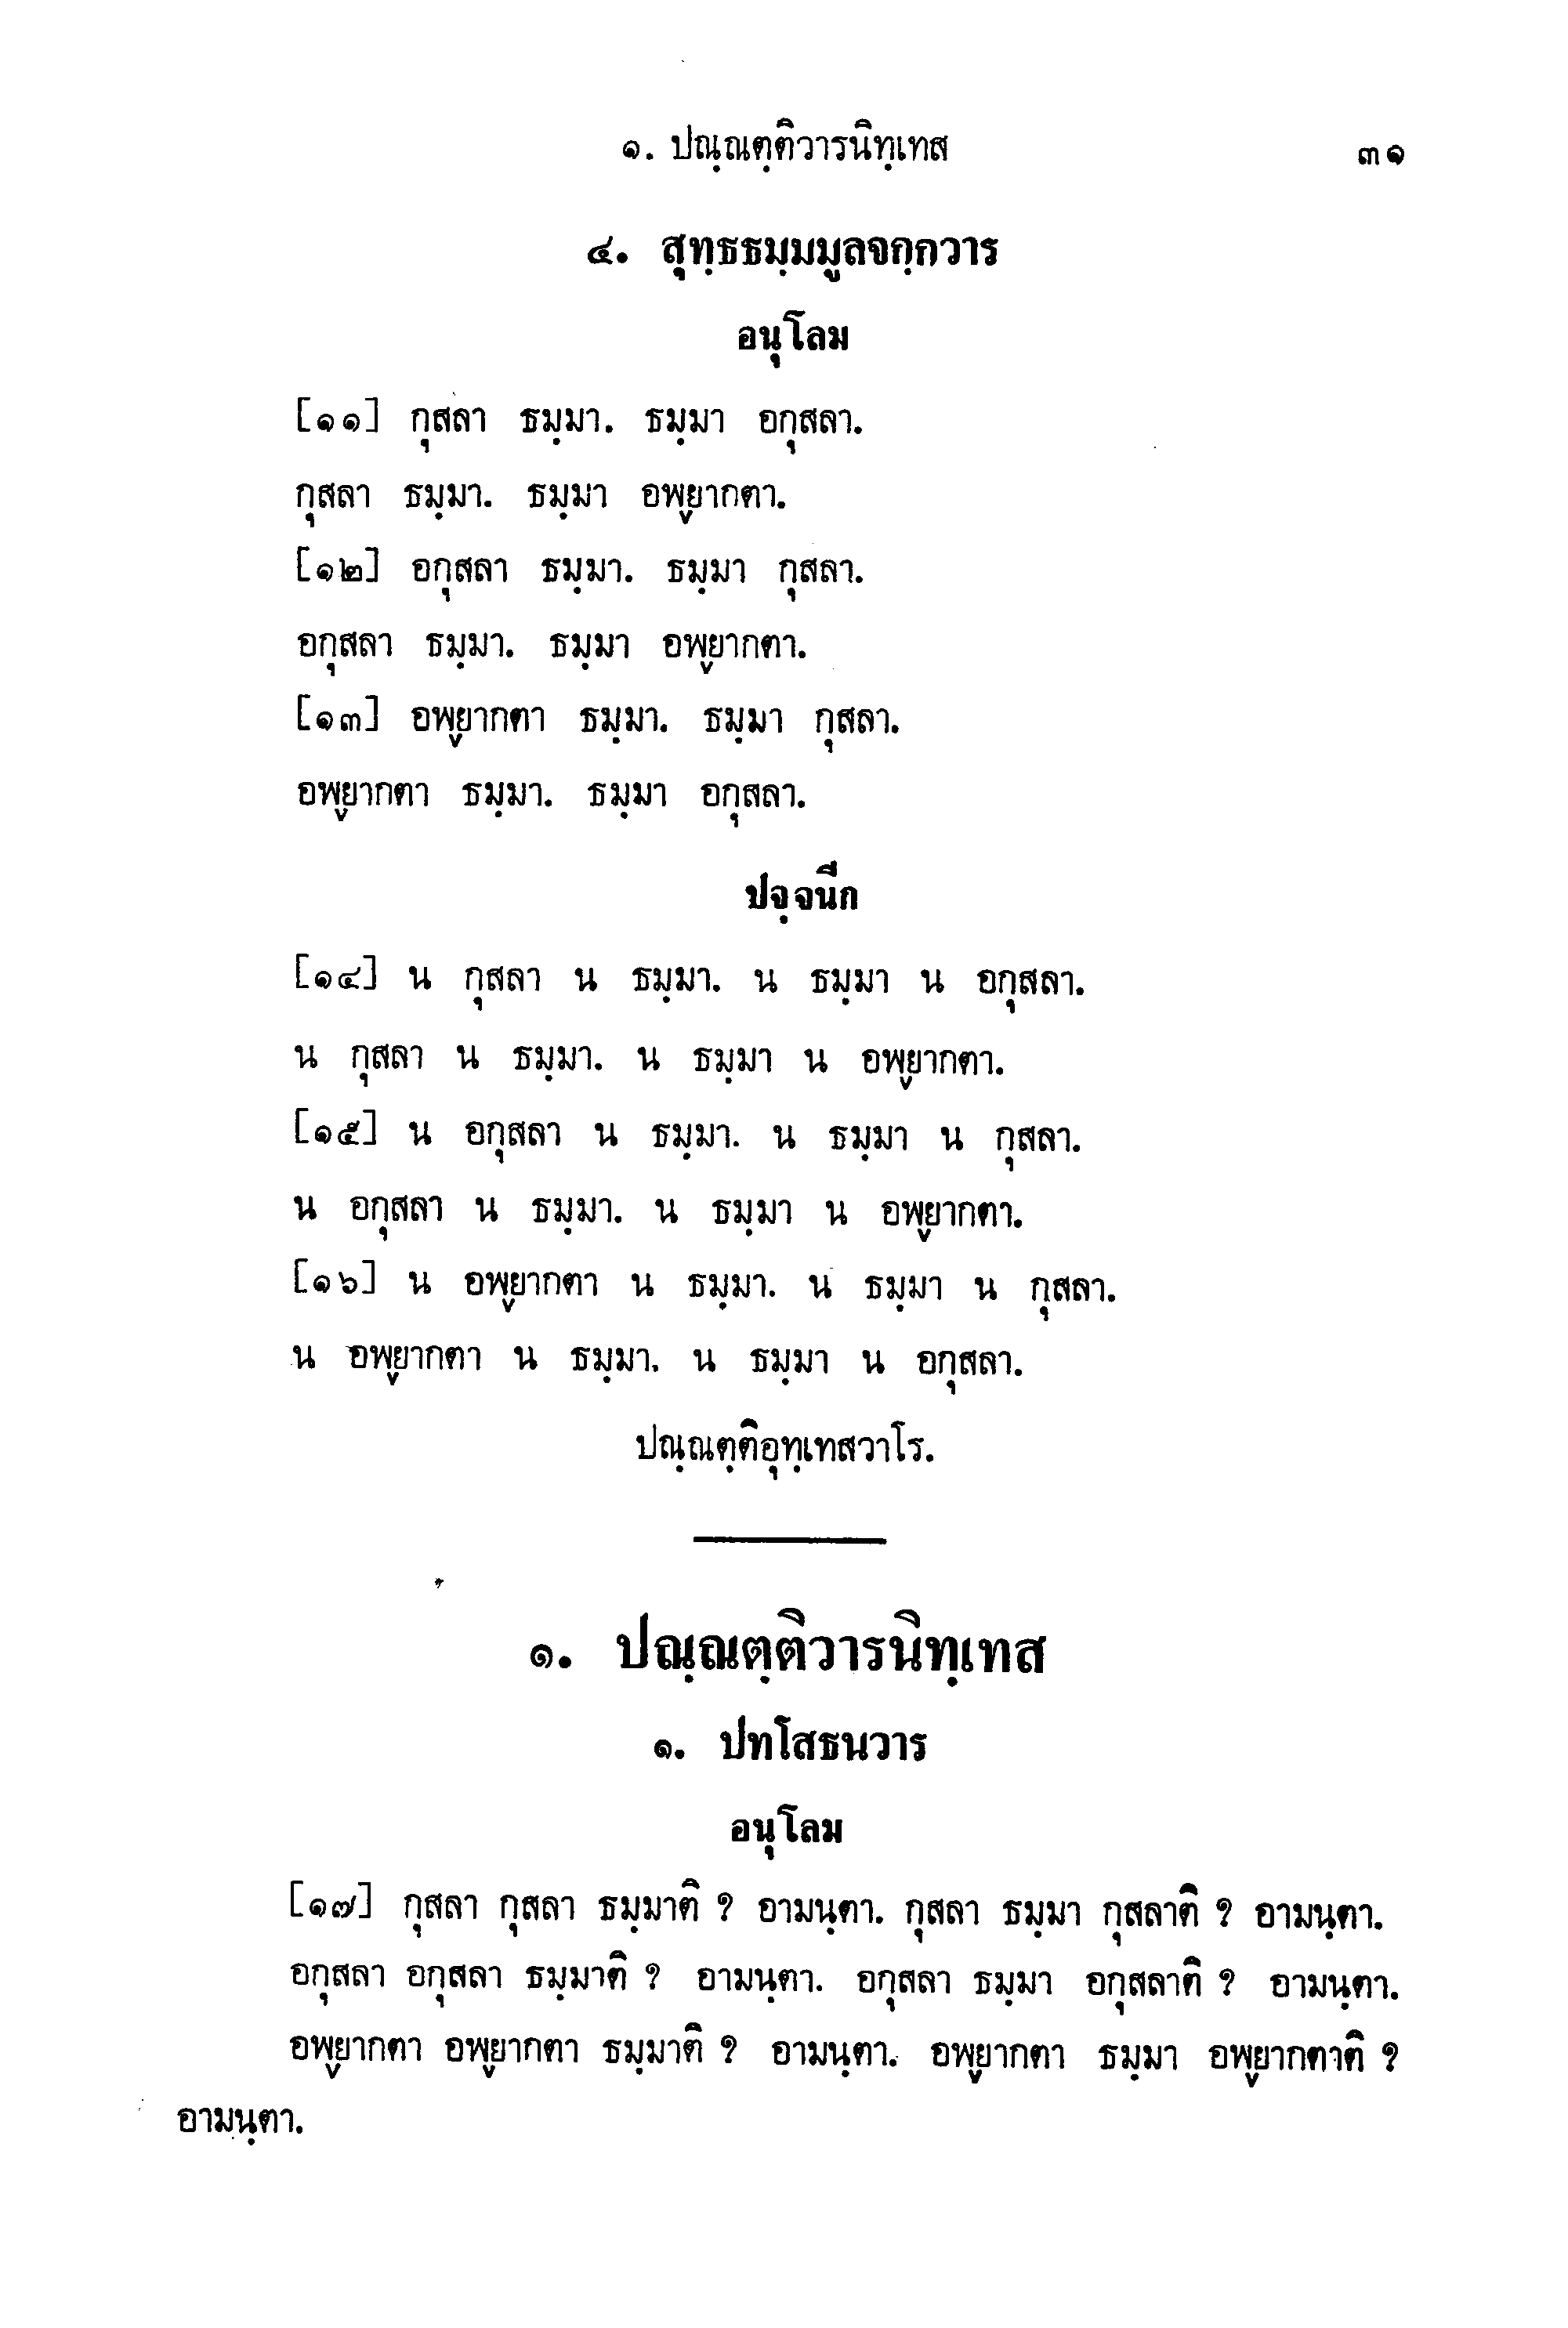 ๑. ปณฺณตฺติวารนิทฺเทส ๓๑
๔. สุทฺธธมฺมมูลจกฺกวาร
อนุโลม
[๑๑] กุสลา ธมฺมา. ธมฺมา อกุสลา.
กุสลา ธมฺมา. ธมฺมา อพฺยากตา.
[๑๒] อกุสลา ธมฺมา. ธมฺมา กุสลา.
อกุสลา ธมฺมา. ธมฺมา อพฺยากตา.
[๑๓] อพฺยากตา ธมฺมา. ธมฺมา กุสลา.
อพฺยากตา ธมฺมา. ธมฺมา อกุสลา.
ปจฺจนีก
[๑๔] น กุสลา น ธมฺมา. น ธมฺมา น อกุสลา.
น กุสลา น ธมฺมา. น ธมฺมา น อพฺยากตา.
[๑๕] น อกุสลา น ธมฺมา. น ธมฺมา น กุสลา.
น อกุสลา น ธมฺมา. น ธมฺมา น อพฺยากตา.
[๑๖] น อพฺยากตา น ธมฺมา. น ธมฺมา น กุสลา.
น อพฺยากตา น ธมฺมา. น ธมฺมา น อกุสลา.
ปณฺณตฺติอุทฺเทสวาโร.
๑. ปณฺณตฺติวารนิทฺเทส
๑. ปทโสธนวาร
อนุโลม
[๑๗] กุสลา กุสลา ธมฺมาติ ? อามนฺตา. กุสลา ธมฺมา กุสลาติ ? อามนฺตา.
อกุสลา อกุสลา ธมฺมาติ ? อามนฺตา. อกุสลา ธมฺมา อกุสลาติ ? อามนฺตา.
อพฺยากตา อพฺยากตา ธมฺมาติ ? อามนฺตา. อพฺยากตา ธมฺมา อพฺยากตาติ ?
อามนฺตา.